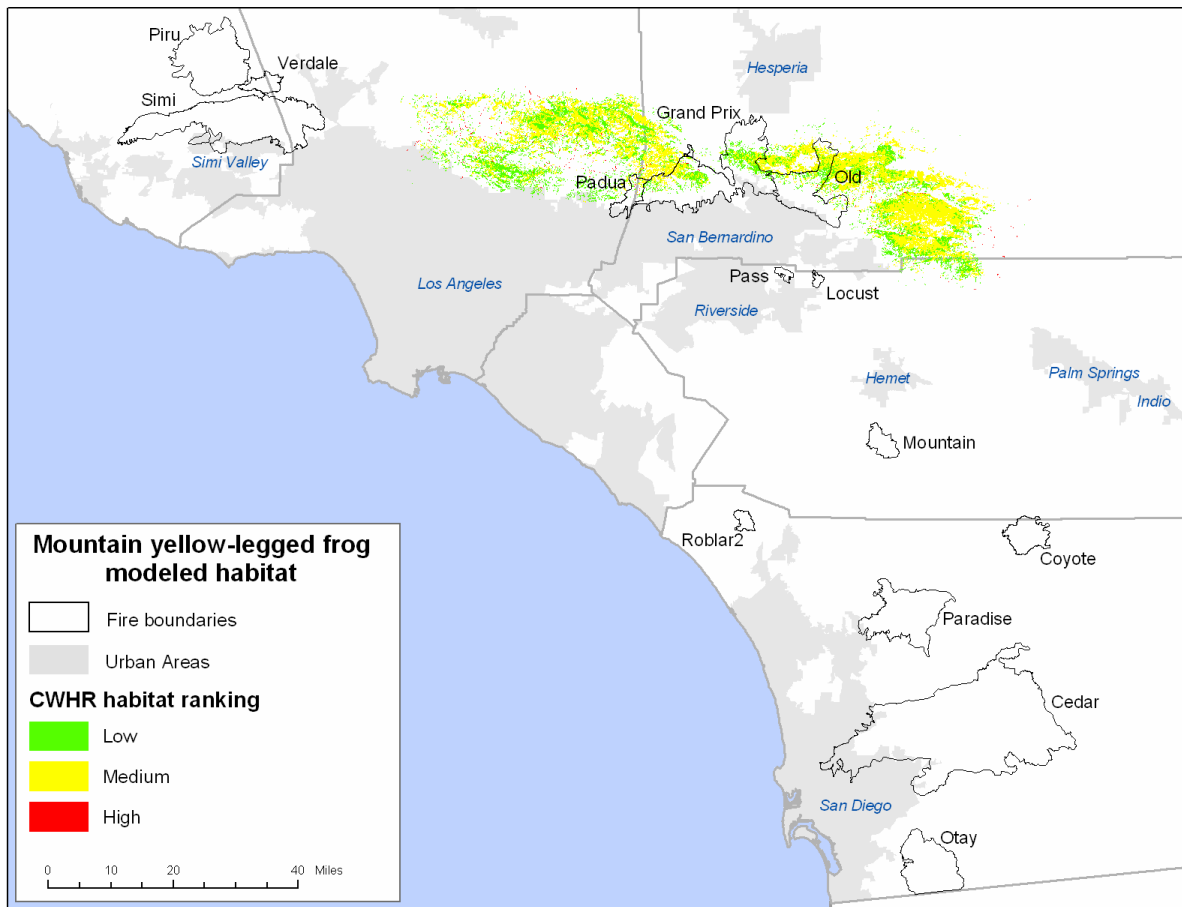 Piru
Verdale
Simi
Simi Valley
Hesperia
Grand Prix
Padua
Old
San Bernardino
Los Angeles
Pass
Locust
Riverside
Hemet
Palm Springs
Indio
Mountain
Roblar2
Coyote
Paradise
Cedar
San Diego
Otay
Mountain yellow-legged frog
modeled habitat
Fire boundaries
Urban Areas
CWHR habitat ranking
Low
Medium
High
0 10 20 40 Miles